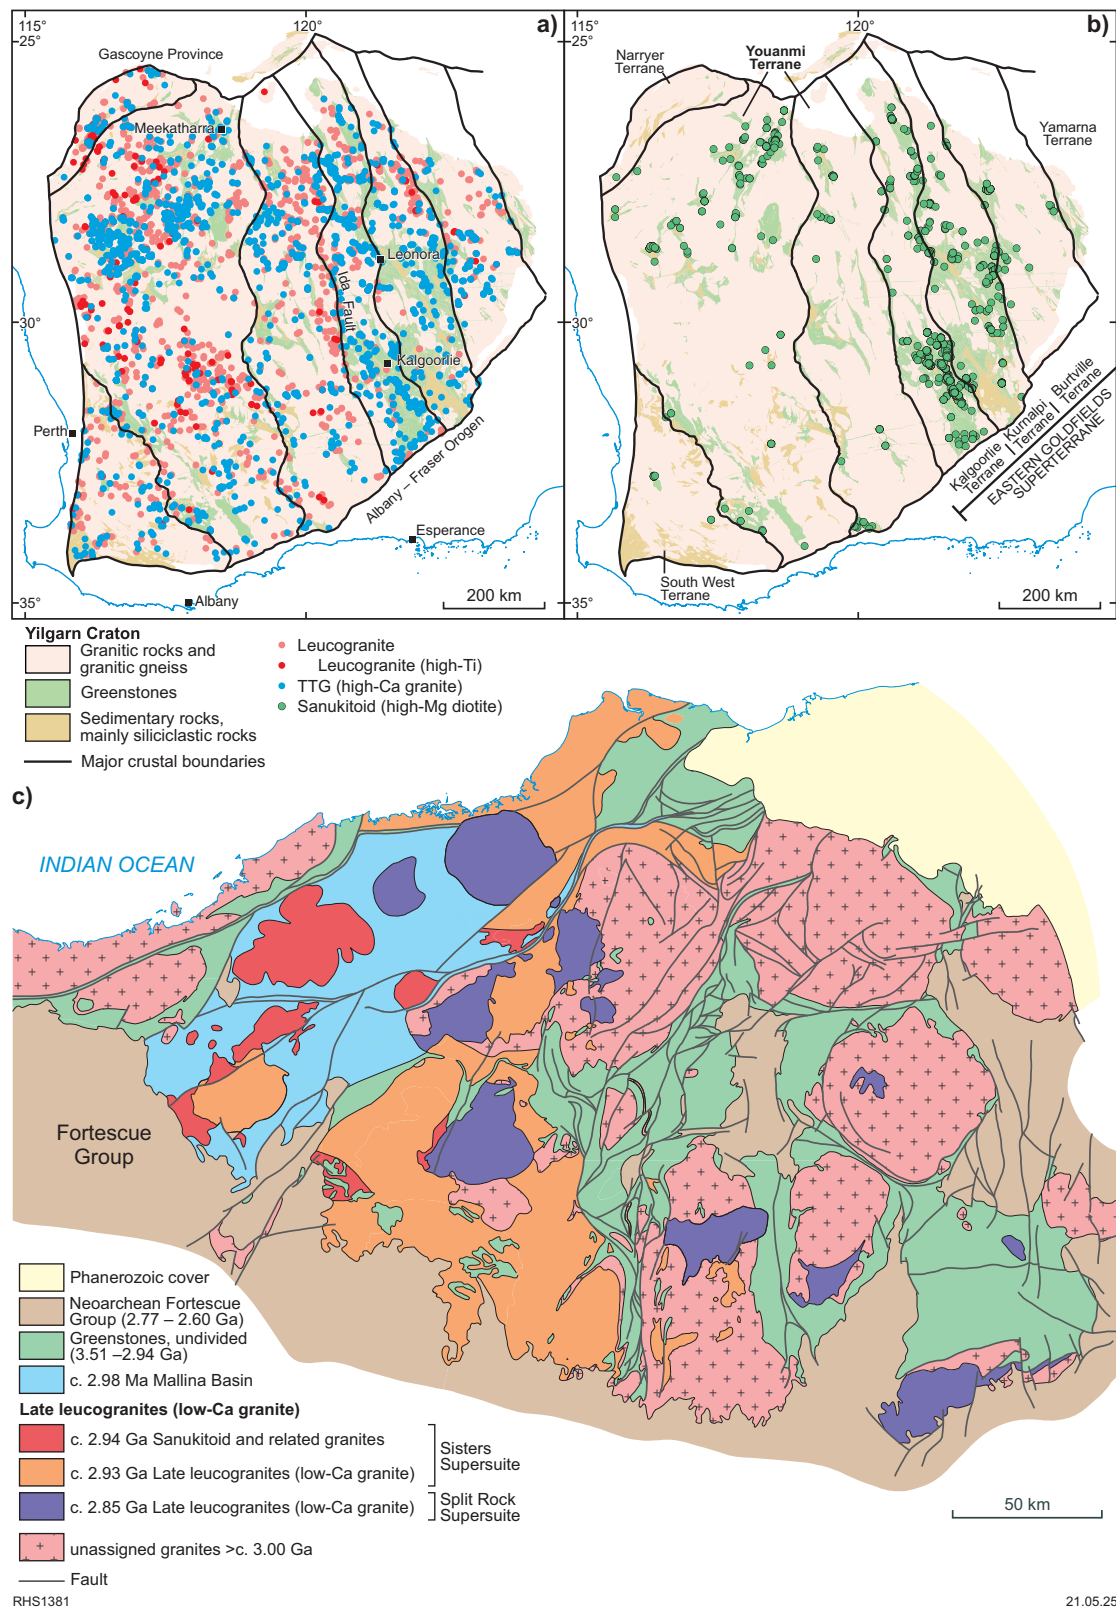 115°
120°
a)
25°
Gascoyne Province
Meekatharra
Leonora
Ida Fault
30°
Kalgoorlie
Perth
Albany – Fraser Orogen
Esperance
Albany
35°
200 km
115°
120°
b)
25°
Narryer
Terrane
Youanmi
Terrane
Yamarna
Terrane
30°
Kalgoorlie
Terrane
Kurnalpi
Terrane
Burtville
Terrane
EASTERN GOLDFIELDS
SUPERTERRANE
South West
Terrane
35°
200 km
Yilgarn Craton
Granitic rocks and
granitic gneiss
Greenstones
Sedimentary rocks,
mainly siliciclastic rocks
Major crustal boundaries
Leucogranite
Leucogranite (high-Ti)
TTG (high-Ca granite)
Sanukitoid (high-Mg diotite)
c)
INDIAN OCEAN
Fortescue
Group
Phanerozoic cover
Neoarchean Fortescue
Group (2.77 – 2.60 Ga)
Greenstones, undivided
(3.51 –2.94 Ga)
c. 2.98 Ma Mallina Basin
Late leucogranites (low-Ca granite)
c. 2.94 Ga Sanukitoid and related granites
c. 2.93 Ga Late leucogranites (low-Ca granite)
Sisters
Supersuite
c. 2.85 Ga Late leucogranites (low-Ca granite)
Split Rock
Supersuite
unassigned granites >c. 3.00 Ga
Fault
50 km
RHS1381
21.05.25